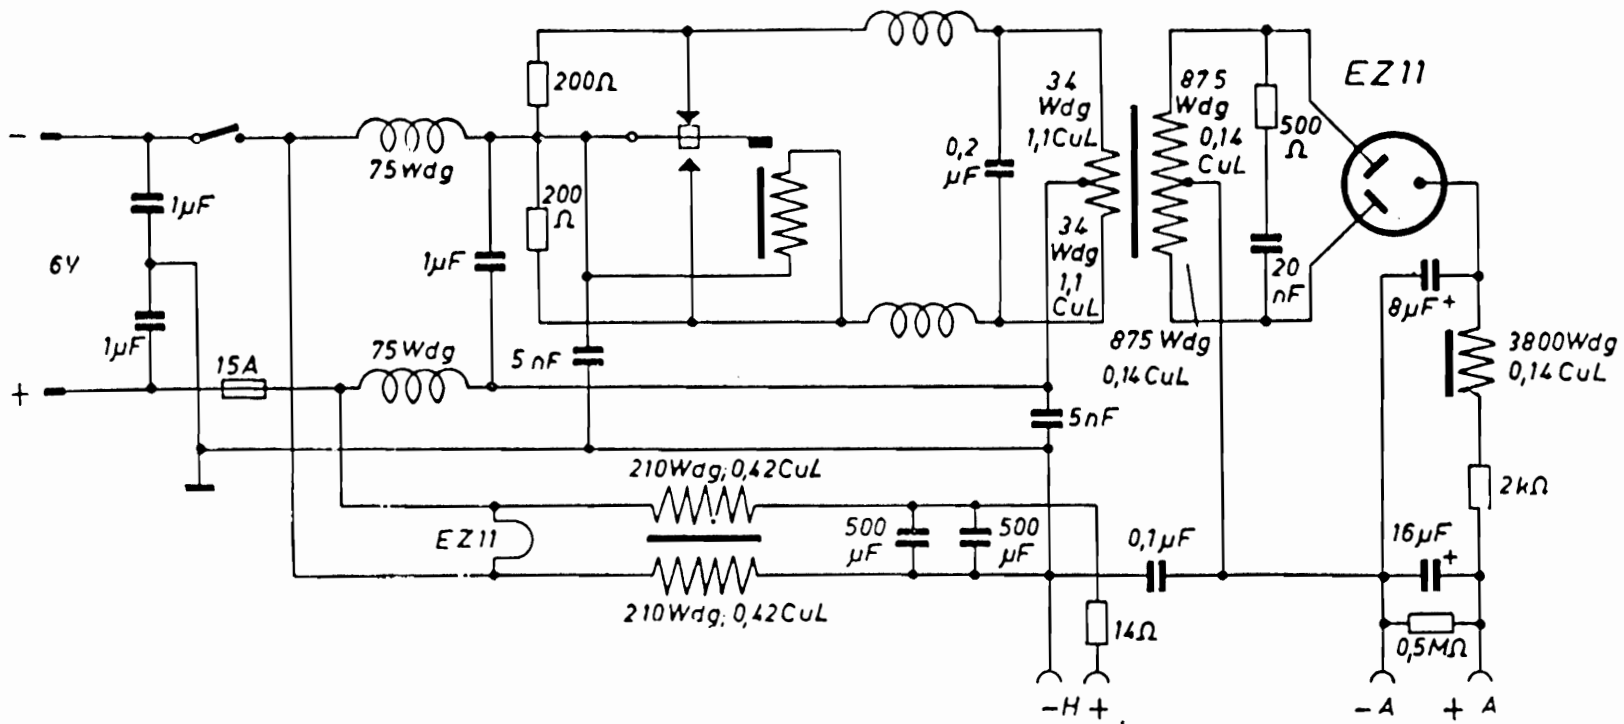 EZ11
34
Wdg
1,1CuL
875
Wdg
0,14
CuL
200Ω
500
Ω
-
75Wdg
0,2
µF
1µF
200
Ω
34
Wdg
1,1
CuL
6V
1µF
20
nF
8µF +
1µF
75Wdg
5nF
875 Wdg
0,14CuL
3800Wdg
0,14CuL
15A
+
5nF
210Wdg; 0,42CuL
2kΩ
EZ11
500
µF
500
µF
0,1µF
16µF
+
210Wdg; 0,42CuL
14Ω
0,5MΩ
-H +
-A
+ A